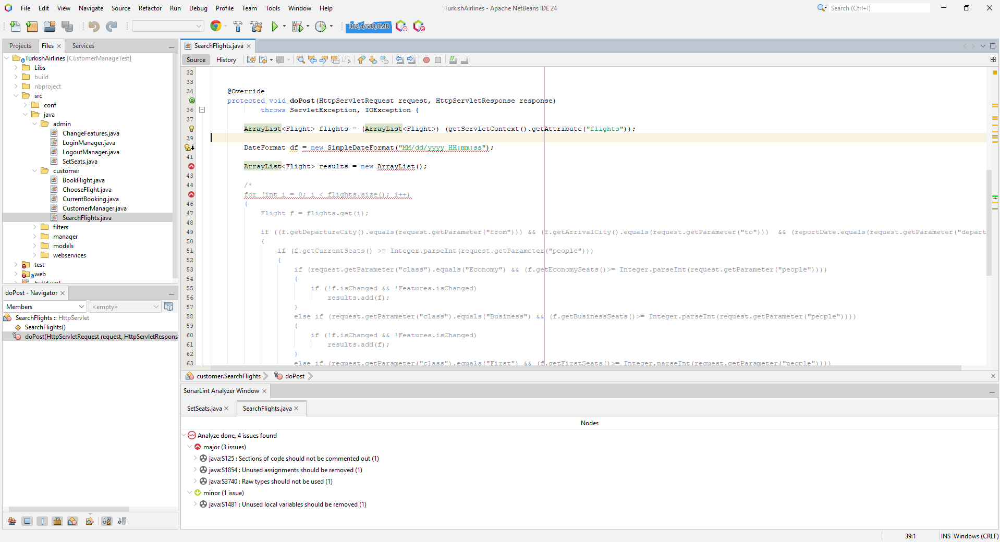 File Edit View Navigate Source Refactor Run Debug Profile Team Tools Window Help
TurkishAirlines - Apache NetBeans IDE 24
Search (Ctrl+I)
362,4/588,0MB
Projects Files Services
TurkishAirlines [CustomerManageTest]
Libs
build
nbproject
src
conf
java
admin
ChangeFeatures.java
LoginManager.java
LogoutManager.java
SetSeats.java
customer
BookFlight.java
ChooseFlight.java
CurrentBooking.java
CustomerManager.java
SearchFlights.java
filters
manager
models
webservices
test
web
build.xml
doPost - Navigator
Members <empty>
SearchFlights :: HttpServlet
SearchFlights()
doPost(HttpServletRequest request, HttpServletRespons
SearchFlights.java
Source History
32
33
34 @Override
protected void doPost(HttpServletRequest request, HttpServletResponse response)
36 throws ServletException, IOException {
37
ArrayList<Flight> flights = (ArrayList<Flight>) (getServletContext().getAttribute("flights"));
39
DateFormat df = new SimpleDateFormat("MM/dd/yyyy HH:mm:ss");
41
ArrayList<Flight> results = new ArrayList();
43
44 /*
for (int i = 0; i < flights.size(); i++)
46 {
47 Flight f = flights.get(i);
48
49 if ((f.getDepartureCity().equals(request.getParameter("from"))) && (f.getArrivalCity().equals(request.getParameter("to"))) && (reportDate.equals(request.getParameter("depart
50 {
51 if (f.getCurrentSeats() >= Integer.parseInt(request.getParameter("people")))
52 {
53 if (request.getParameter("class").equals("Economy") && (f.getEconomySeats()>= Integer.parseInt(request.getParameter("people"))))
54 {
55 if (!f.isChanged && !Features.isChanged)
56 results.add(f);
57 }
58 else if (request.getParameter("class").equals("Business") && (f.getBusinessSeats()>= Integer.parseInt(request.getParameter("people"))))
59 {
60 if (!f.isChanged && !Features.isChanged)
61 results.add(f);
62 }
63 else if (request.getParameter("class").equals("First") && (f.getFirstSeats()>= Integer.parseInt(request.getParameter("people"))))
customer.SearchFlights doPost
SonarLint Analyzer Window
SetSeats.java SearchFlights.java
Nodes
Analyze done, 4 issues found
major (3 issues)
java:S125 : Sections of code should not be commented out (1)
java:S1854 : Unused assignments should be removed (1)
java:S3740 : Raw types should not be used (1)
minor (1 issue)
java:S1481 : Unused local variables should be removed (1)
39:1 INS Windows (CRLF)